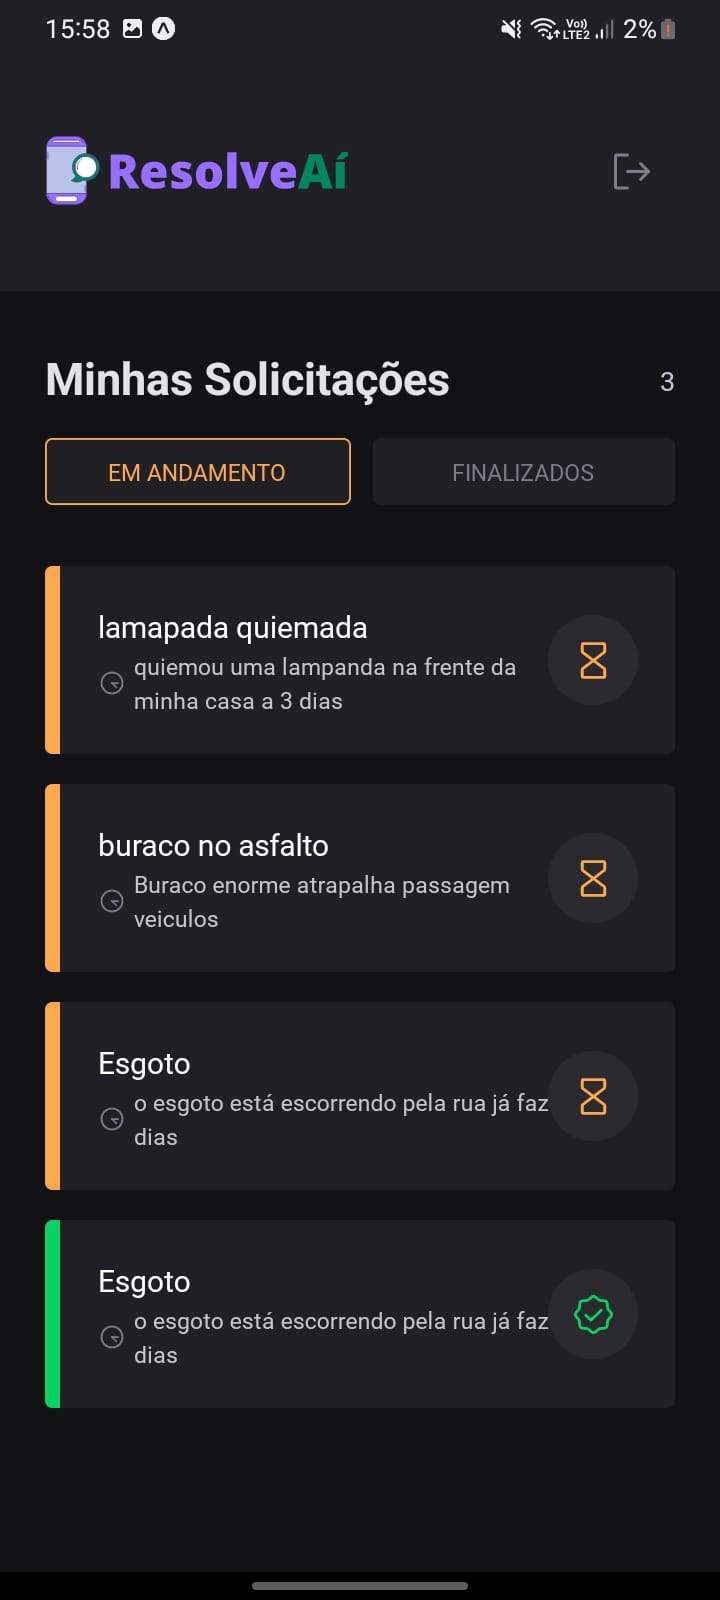 15:58 Vo)) LTE2 2%
ResolveAí
Minhas Solicitações 3
EM ANDAMENTO FINALIZADOS
lamapada quiemada
quiemou uma lampanda na frente da
minha casa a 3 dias
buraco no asfalto
Buraco enorme atrapalha passagem
veiculos
Esgoto
o esgoto está escorrendo pela rua já faz
dias
Esgoto
o esgoto está escorrendo pela rua já faz
dias